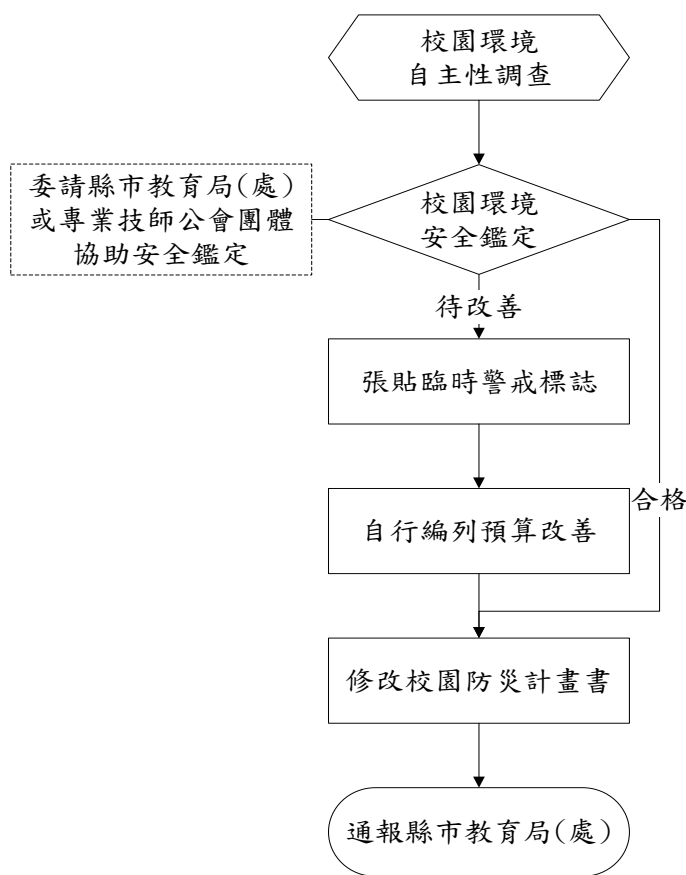 校園環境
自主性調查
委請縣市教育局(處)
或專業技師公會團體
協助安全鑑定
校園環境
安全鑑定
待改善
張貼臨時警戒標誌
合格
自行編列預算改善
修改校園防災計畫書
通報縣市教育局(處)